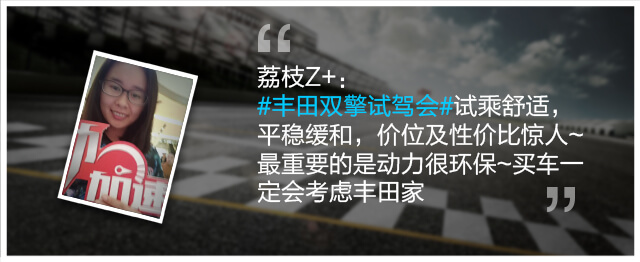 荔枝Z+：
#丰田双擎试驾会#试乘舒适，
平稳缓和，价位及性价比惊人~
最重要的是动力很环保~买车一
定会考虑丰田家
加速